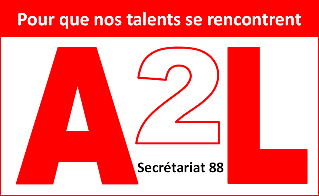 Pour que nos talents se rencontrent
A2L
Secrétariat 88